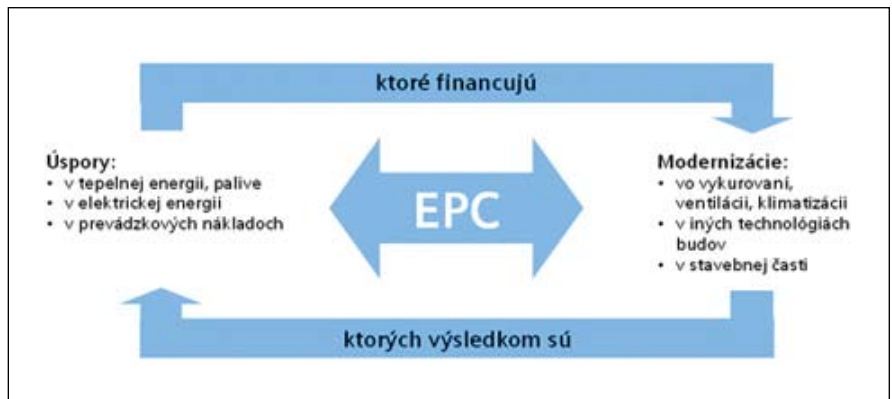 ktoré financujú
Úspory:
• v tepelnej energii, palive
• v elektrickej energii
• v prevádzkových nákladoch
EPC
Modernizácie:
• vo vykurovaní,
ventilácii, klimatizácii
• v iných technológiách
budov
• v stavebnej časti
ktorých výsledkom sú